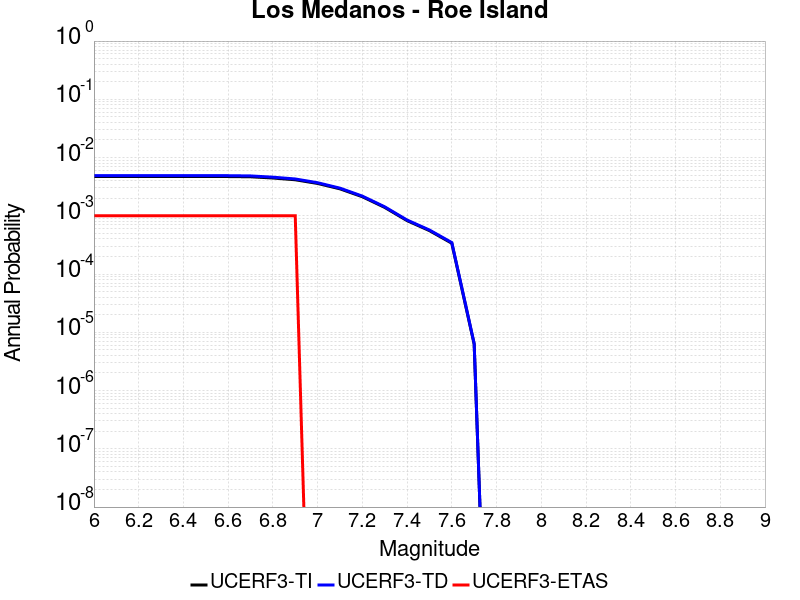 Los Medanos - Roe Island
10^0
10^-1
10^-2
10^-3
10^-4
10^-5
10^-6
10^-7
10^-8
Annual Probability
6 6.2 6.4 6.6 6.8 7 7.2 7.4 7.6 7.8 8 8.2 8.4 8.6 8.8 9
Magnitude
UCERF3-TI UCERF3-TD UCERF3-ETAS